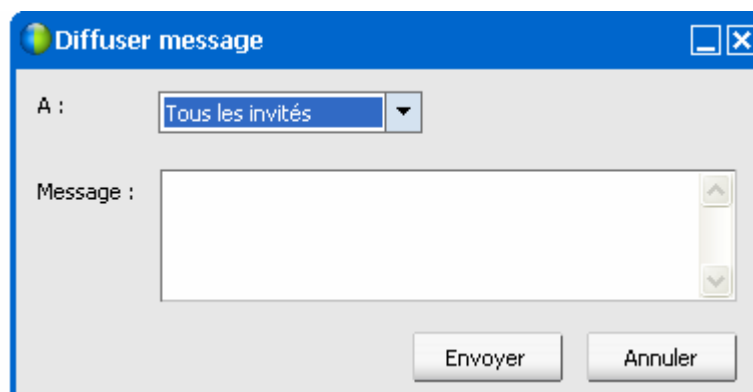 Diffuser message
A :
Tous les invités
Message :
Envoyer
Annuler